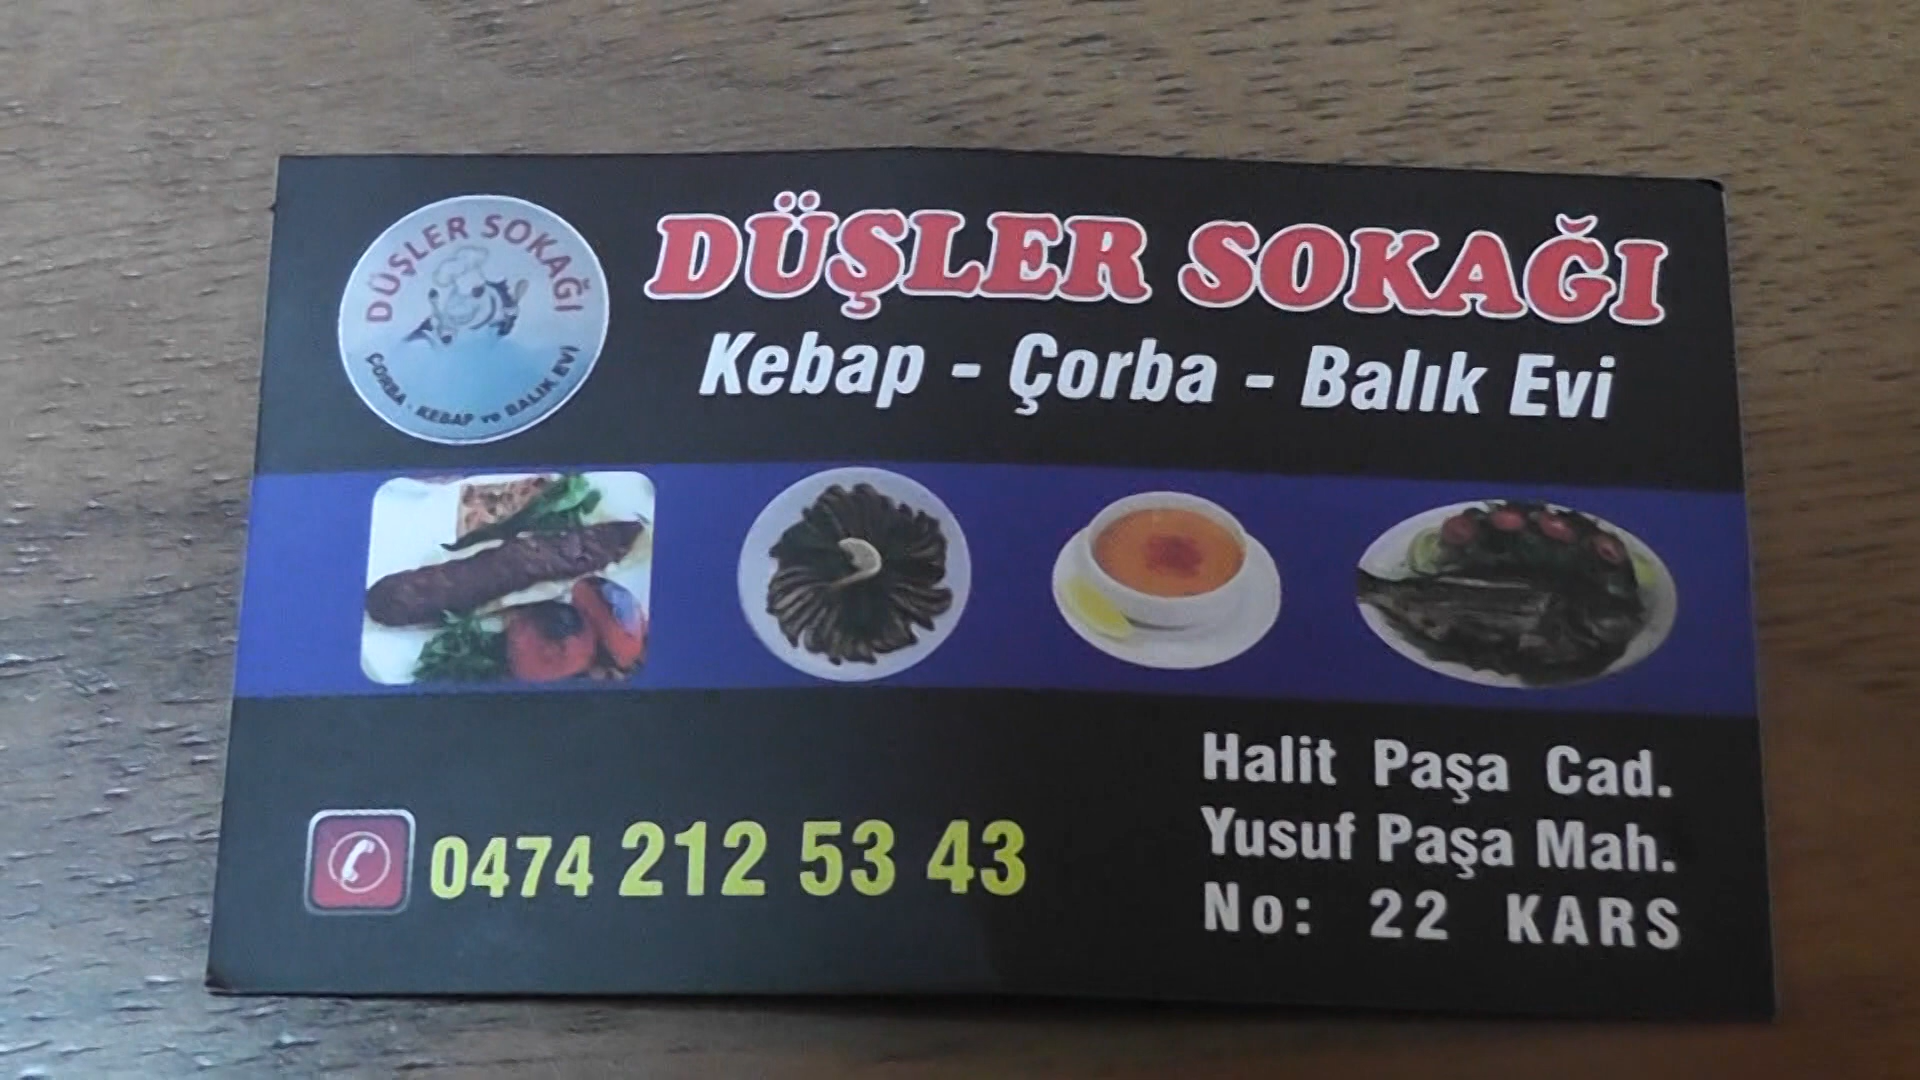 DÜŞLER SOKAĞI
ÇORBA - KEBAP ve BALIK EVİ
DÜŞLER SOKAĞI
Kebap - Çorba - Balık Evi
0474 212 53 43
Halit Paşa Cad.
Yusuf Paşa Mah.
No: 22 KARS